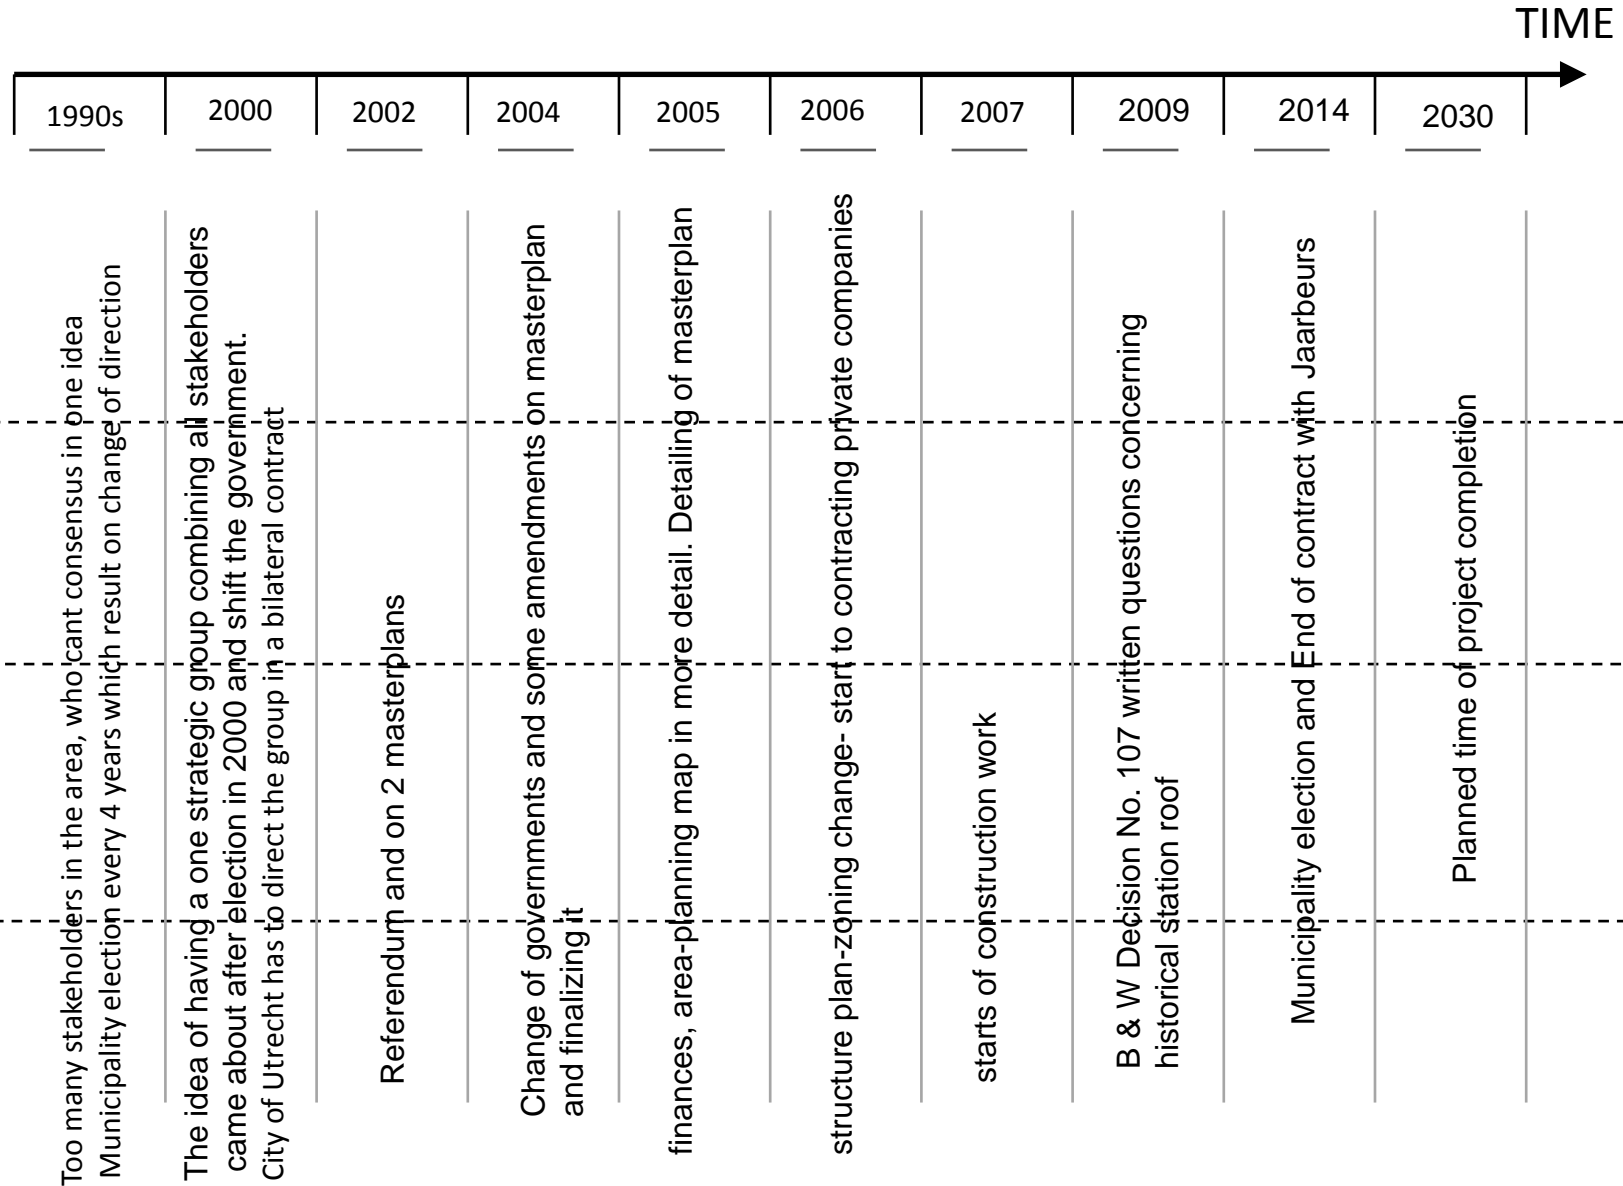 TIME
1990s
2000
2002
2004
2005
2006
2007
2009
2014
2030
Too many stakeholders in the area, who cant consensus in one idea
Municipality election every 4 years which result on change of direction
The idea of having a one strategic group combining all stakeholders
came about after election in 2000 and shift the government.
City of Utrecht has to direct the group in a bilateral contract
Referendum and on 2 masterplans
Change of governments and some amendments on masterplan
and finalizing it
finances, area-planning map in more detail. Detailing of masterplan
structure plan-zoning change- start to contracting private companies
starts of construction work
B & W Decision No. 107 written questions concerning
historical station roof
Municipality election and End of contract with Jaarbeurs
Planned time of project completion